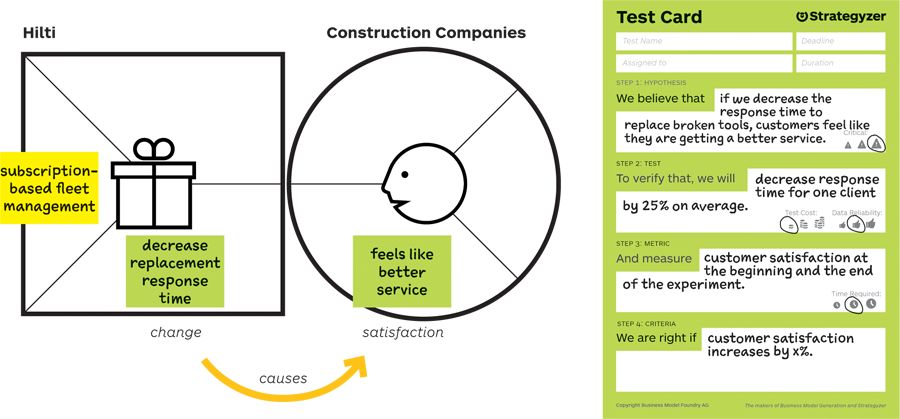 Hilti
Construction Companies
subscription-
based fleet
management
decrease
replacement
response
time
feels like
better
service
change
satisfaction
causes
Test Card
Strategyzer
Test Name
Deadline
Assigned to
Duration
STEP 1: HYPOTHESIS
We believe that if we decrease the
response time to
replace broken tools, customers feel like
they are getting a better service.
Critical:
STEP 2: TEST
To verify that, we will decrease response
time for one client
by 25% on average.
Test Cost:
Data Reliability:
STEP 3: METRIC
And measure customer satisfaction at
the beginning and the end
of the experiment.
Time Required:
STEP 4: CRITERIA
We are right if customer satisfaction
increases by x%.
Copyright Business Model Foundry AG
The makers of Business Model Generation and Strategyzer